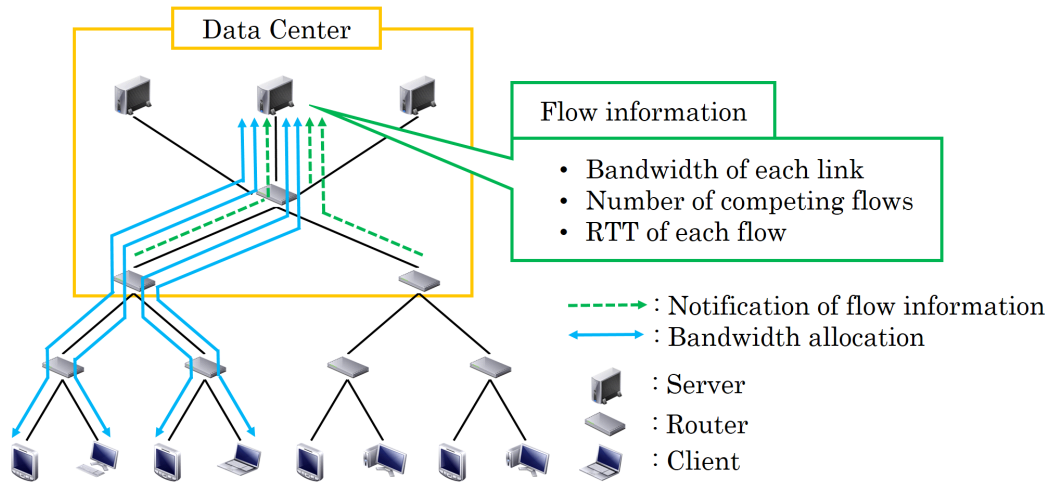 Data Center
Flow information
• Bandwidth of each link
• Number of competing flows
• RTT of each flow
: Notification of flow information
: Bandwidth allocation
: Server
: Router
: Client